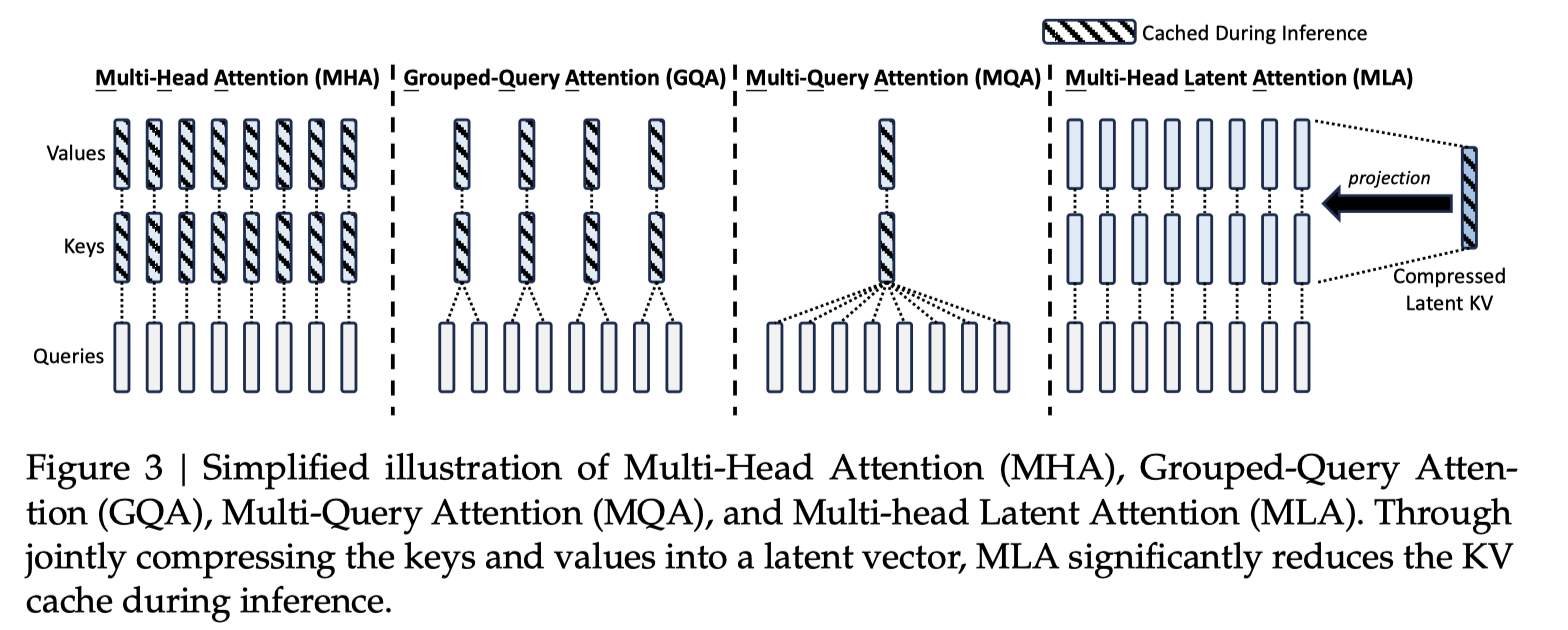 Cached During Inference
Multi-Head Attention (MHA)
Grouped-Query Attention (GQA)
Multi-Query Attention (MQA)
Multi-Head Latent Attention (MLA)
Values
Keys
Queries
projection
Compressed
Latent KV
Figure 3 | Simplified illustration of Multi-Head Attention (MHA), Grouped-Query Atten-
tion (GQA), Multi-Query Attention (MQA), and Multi-head Latent Attention (MLA). Through
jointly compressing the keys and values into a latent vector, MLA significantly reduces the KV
cache during inference.